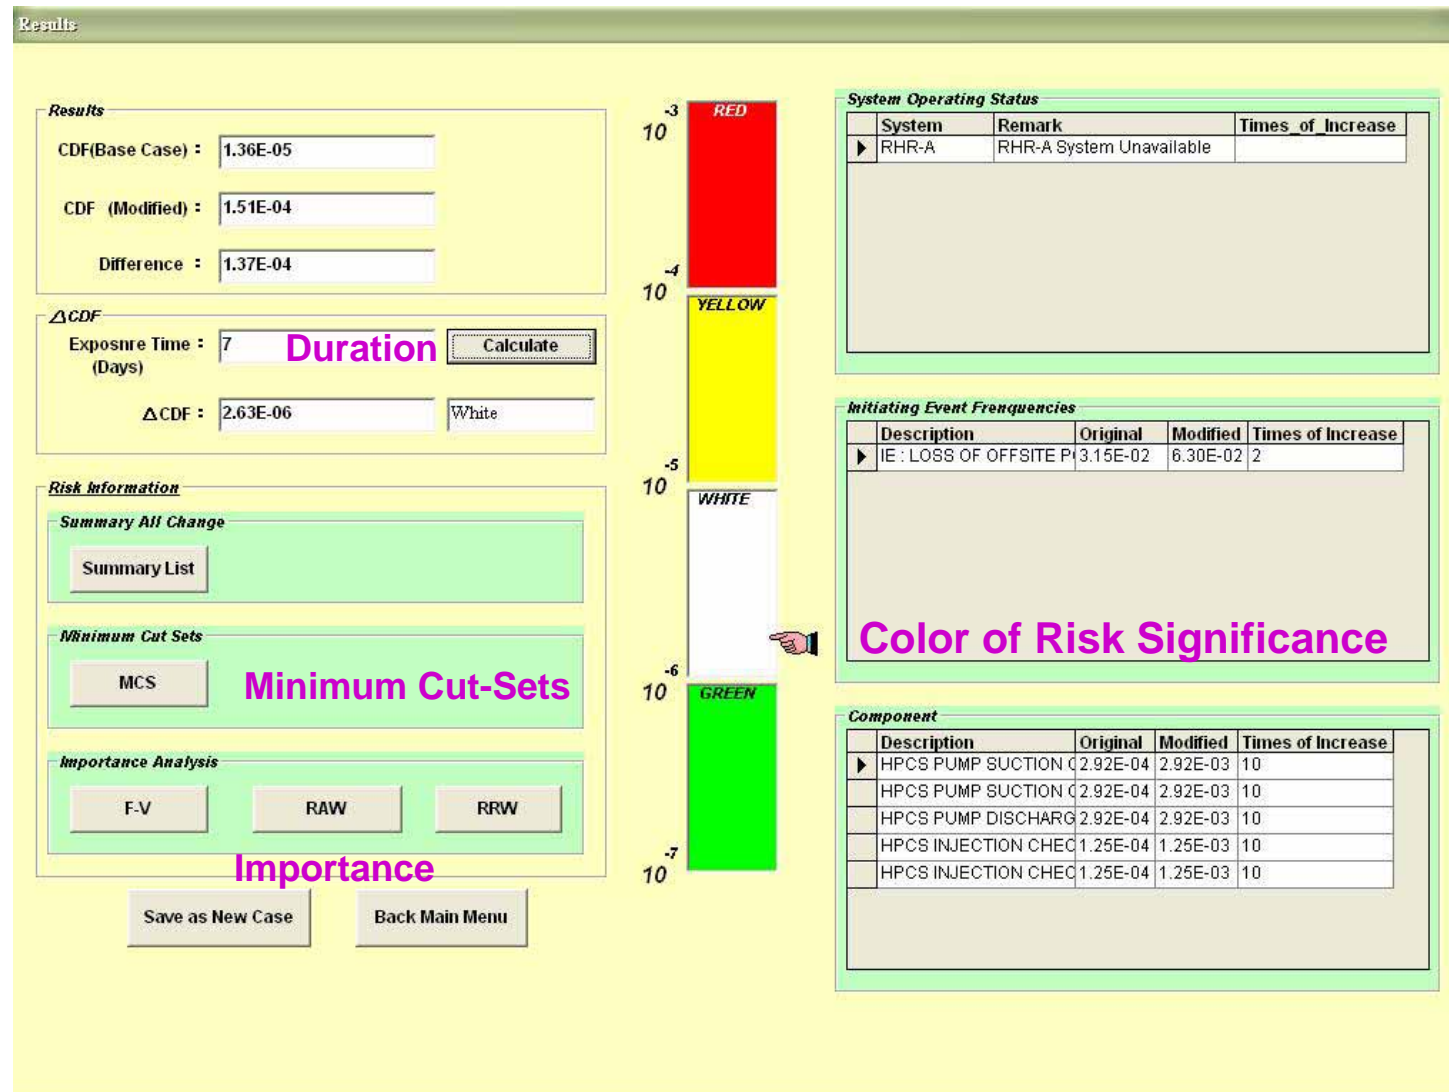 Results
Results
CDF(Base Case) : 1.36E-05
CDF (Modified) : 1.51E-04
Difference : 1.37E-04
△CDF
Exposnre Time : 7 Duration Calculate
(Days)
△CDF : 2.63E-06 White
Risk Information
Summary All Change
Summary List
Minimum Cut Sets
MCS Minimum Cut-Sets
Importance Analysis
F-V RAW RRW
Importance
Save as New Case Back Main Menu
10 -3 RED
10 -4
YELLOW
10 -5
WHITE
10 -6
GREEN
10 -7
System Operating Status
System Remark Times_of_Increase
RHR-A RHR-A System Unavailable
Initiating Event Frenquencies
Description Original Modified Times of Increase
IE : LOSS OF OFFSITE P 3.15E-02 6.30E-02 2
Color of Risk Significance
Component
Description Original Modified Times of Increase
HPCS PUMP SUCTION 2.92E-04 2.92E-03 10
HPCS PUMP SUCTION 2.92E-04 2.92E-03 10
HPCS PUMP DISCHARG 2.92E-04 2.92E-03 10
HPCS INJECTION CHEC 1.25E-04 1.25E-03 10
HPCS INJECTION CHEC 1.25E-04 1.25E-03 10